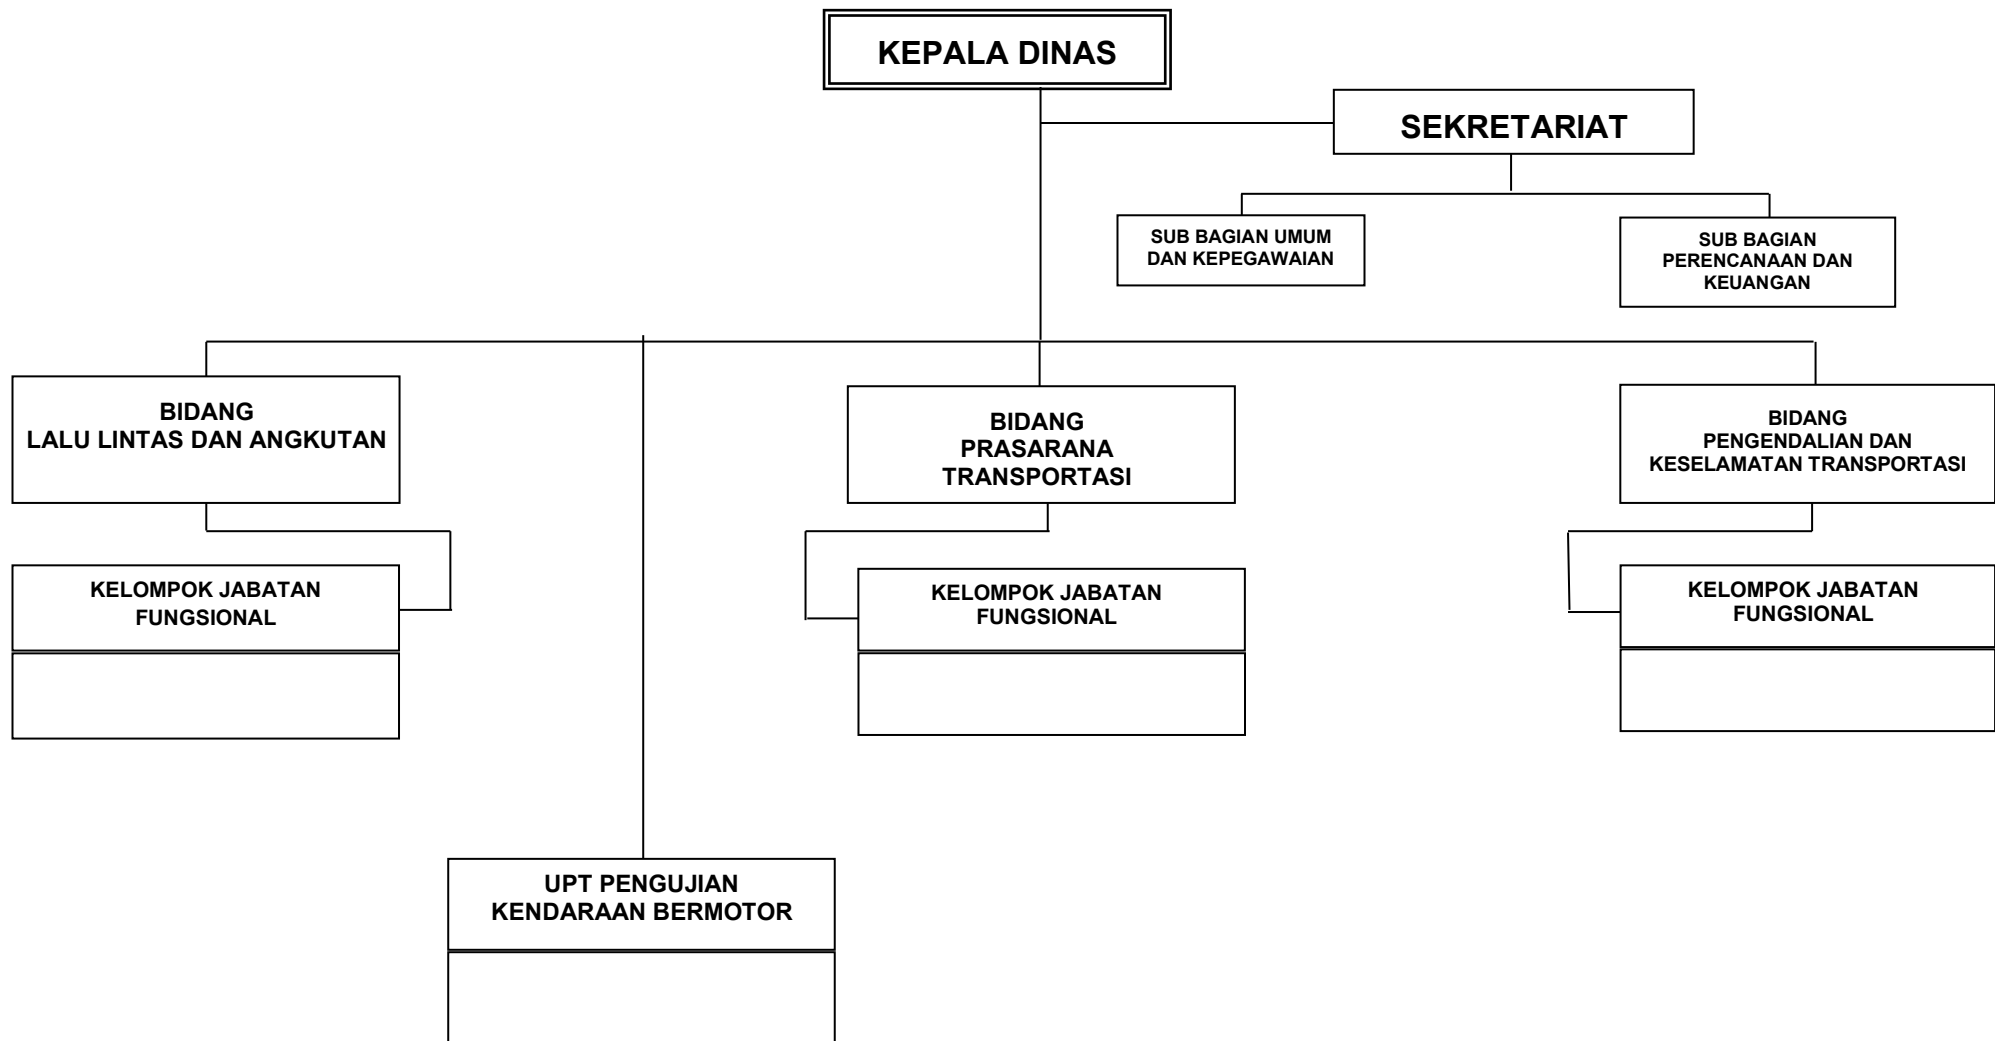 KEPALA DINAS
SEKRETARIAT
SUB BAGIAN UMUM
DAN KEPEGAWAIAN
SUB BAGIAN
PERENCANAAN DAN
KEUANGAN
BIDANG
LALU LINTAS DAN ANGKUTAN
BIDANG
PRASARANA
TRANSPORTASI
BIDANG
PENGENDALIAN DAN
KESELAMATAN TRANSPORTASI
KELOMPOK JABATAN
FUNGSIONAL
KELOMPOK JABATAN
FUNGSIONAL
KELOMPOK JABATAN
FUNGSIONAL
UPT PENGUJIAN
KENDARAAN BERMOTOR